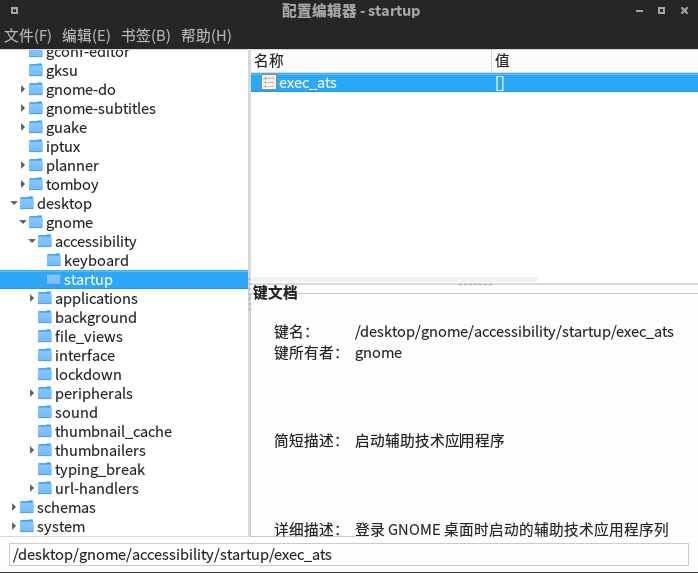 配置编辑器 - startup
文件(F) 编辑(E) 书签(B) 帮助(H)
gconf-editor
gksu
gnome-do
gnome-subtitles
guake
iptux
planner
tomboy
desktop
gnome
accessibility
keyboard
startup
applications
background
file_views
interface
lockdown
peripherals
sound
thumbnail_cache
thumbnailers
typing_break
url-handlers
schemas
system
名称 值
exec_ats []
键文档
键名： /desktop/gnome/accessibility/startup/exec_ats
键所有者： gnome
简短描述： 启动辅助技术应用程序
详细描述： 登录 GNOME 桌面时启动的辅助技术应用程序列
/desktop/gnome/accessibility/startup/exec_ats